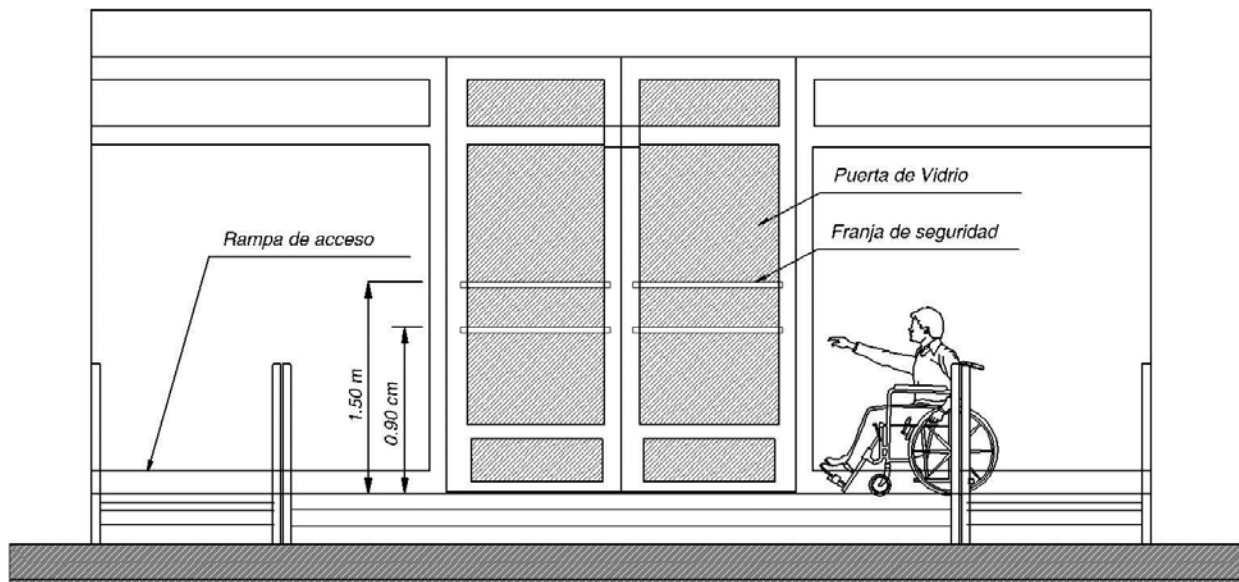 Puerta de Vidrio
Rampa de acceso
Franja de seguridad
1.50 m
0.90 cm